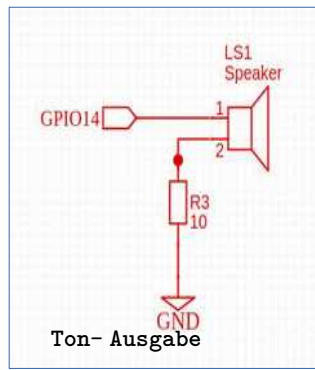 LS1
Speaker
GPIO14
1
2
R3
10
GND
Ton- Ausgabe